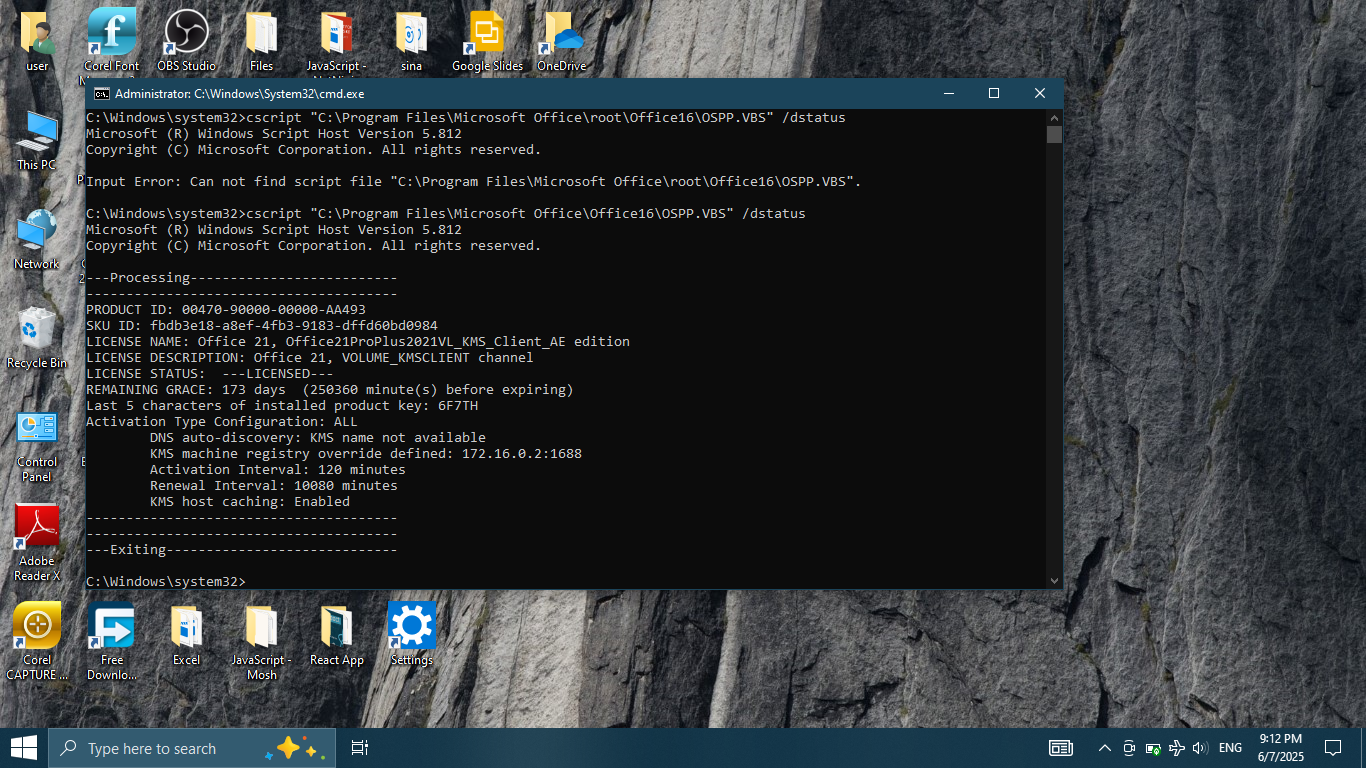 user
Corel Font
OBS Studio
Files
JavaScript -
sina
Google Slides
OneDrive
Administrator: C:\Windows\System32\cmd.exe
C:\Windows\system32>cscript "C:\Program Files\Microsoft Office\root\Office16\OSPP.VBS" /dstatus
Microsoft (R) Windows Script Host Version 5.812
Copyright (C) Microsoft Corporation. All rights reserved.
Input Error: Can not find script file "C:\Program Files\Microsoft Office\root\Office16\OSPP.VBS".
C:\Windows\system32>cscript "C:\Program Files\Microsoft Office\Office16\OSPP.VBS" /dstatus
Microsoft (R) Windows Script Host Version 5.812
Copyright (C) Microsoft Corporation. All rights reserved.
---Processing--------------------------
---------------------------------------
PRODUCT ID: 00470-90000-00000-AA493
SKU ID: fbdb3e18-a8ef-4fb3-9183-dffd60bd0984
LICENSE NAME: Office 21, Office21ProPlus2021VL_KMS_Client_AE edition
LICENSE DESCRIPTION: Office 21, VOLUME_KMSCLIENT channel
LICENSE STATUS:  ---LICENSED---
REMAINING GRACE: 173 days  (250360 minute(s) before expiring)
Last 5 characters of installed product key: 6F7TH
Activation Type Configuration: ALL
DNS auto-discovery: KMS name not available
KMS machine registry override defined: 172.16.0.2:1688
Activation Interval: 120 minutes
Renewal Interval: 10080 minutes
KMS host caching: Enabled
---------------------------------------
---------------------------------------
---Exiting-----------------------------
C:\Windows\system32>
This PC
Network
Recycle Bin
Control
Panel
Adobe
Reader X
Corel
CAPTURE ...
Free
Downlo...
Excel
JavaScript -
Mosh
React App
Settings
Type here to search
ENG
9:12 PM
6/7/2025